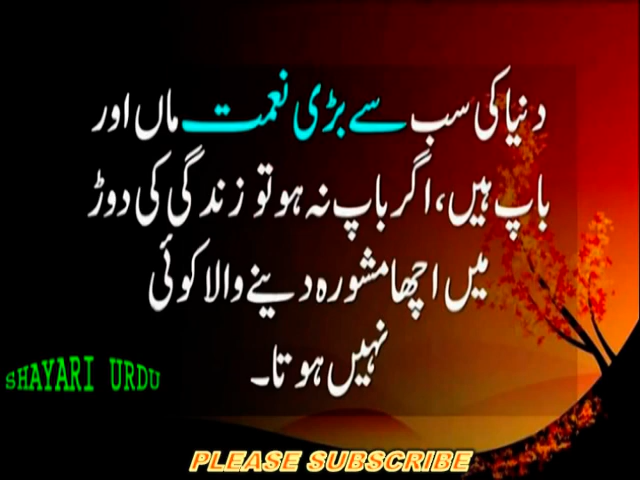 دنیا کی سب سے بڑی نعمت ماں اور
باپ ہیں، اگر باپ نہ ہو تو زندگی کی دوڑ
میں اچھا مشورہ دینے والا کوئی
نہیں ہوتا۔
SHAYARI URDU
PLEASE SUBSCRIBE